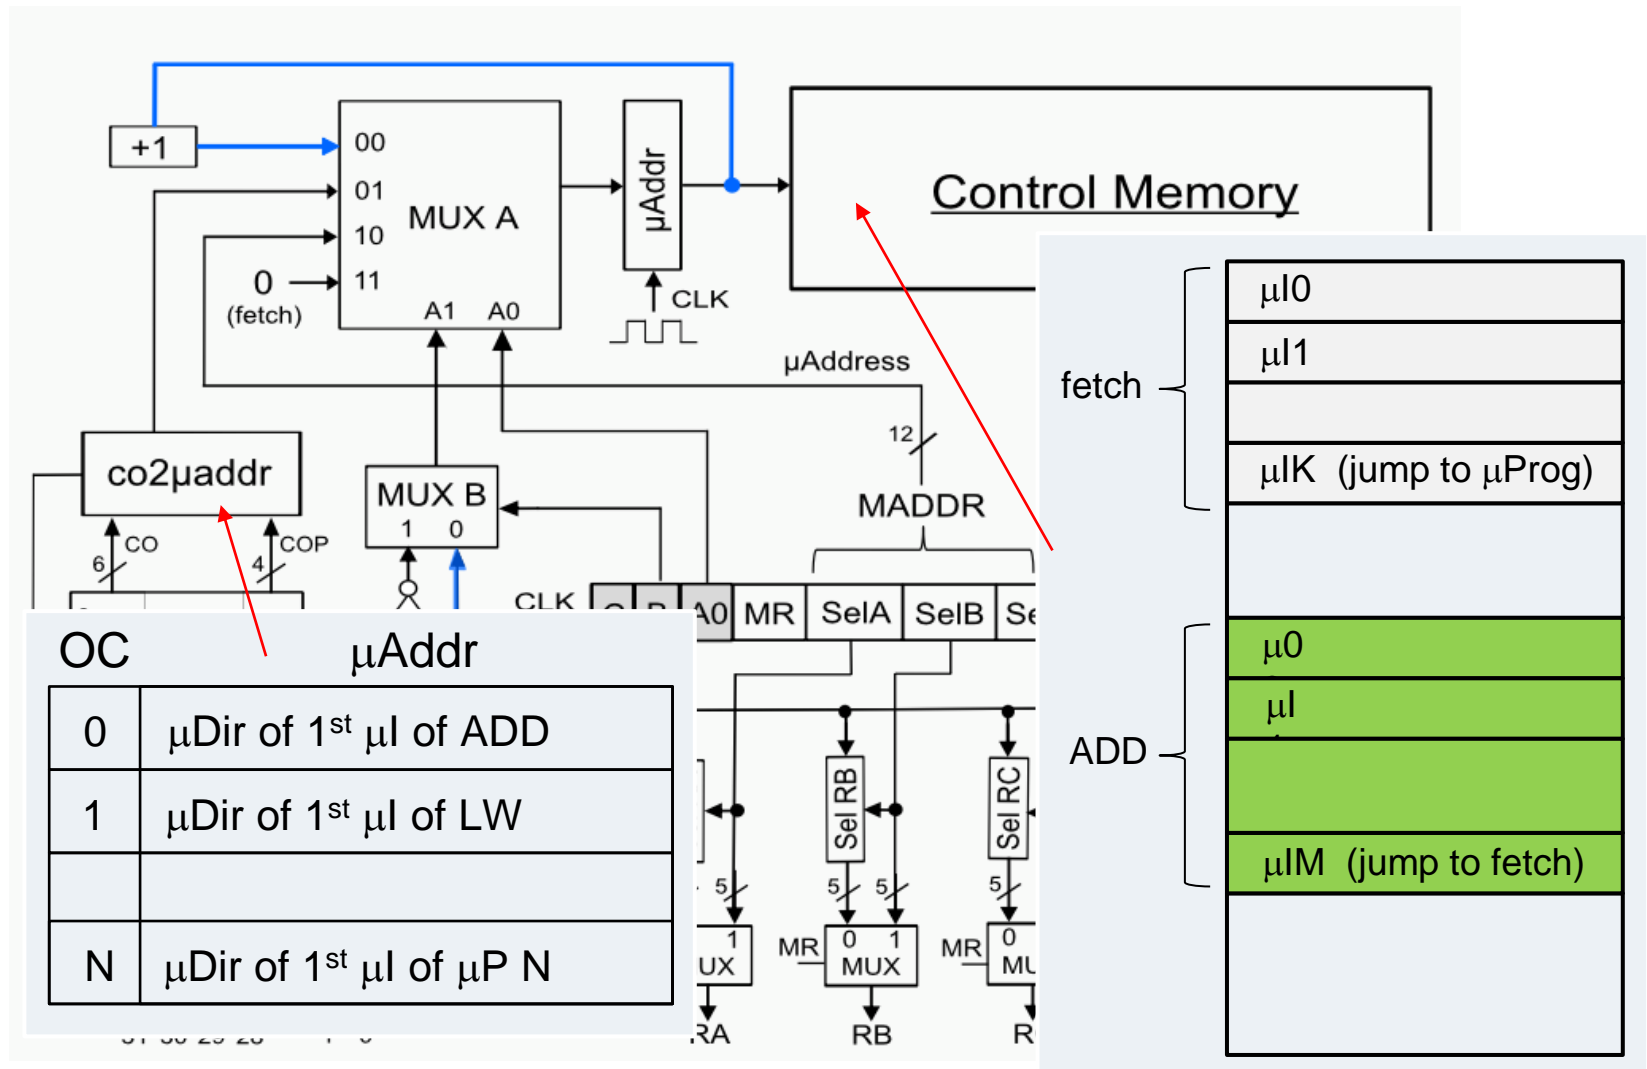 +1
00
01
10
11
MUX A
A1 A0
0
(fetch)
µAddr
CLK
Control Memory
µAddress
12
MADDR
co2µaddr
6
CO
4
COP
MUX B
1 0
CLK
A0 MR SelA SelB
fetch
µI0
µI1
µIK (jump to µProg)
ADD
µ0
µI
µIM (jump to fetch)
OC µAddr
0 µDir of 1st µI of ADD
1 µDir of 1st µI of LW
N µDir of 1st µI of µP N
Sel RB
Sel RC
5
5
5
5
1
UX
RA
MR
0 1
MUX
RB
MR
0